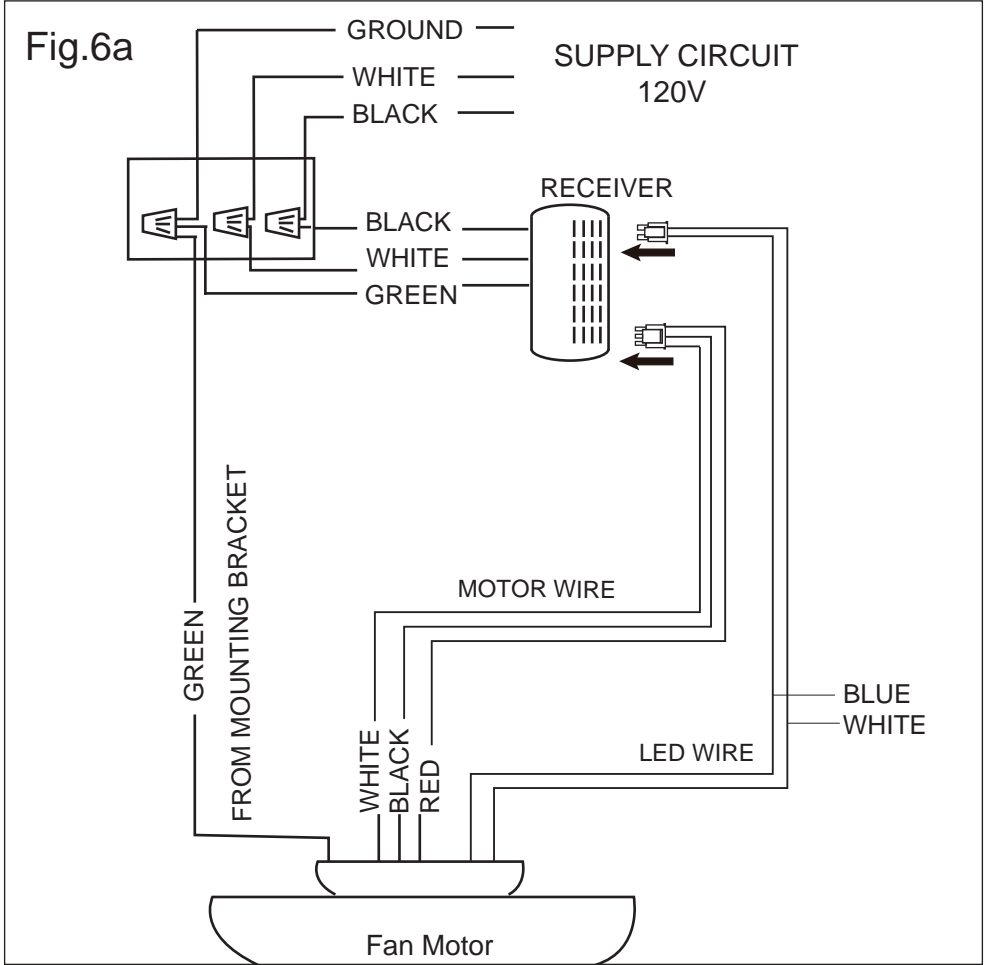 Fig.6a
GROUND
WHITE
BLACK
SUPPLY CIRCUIT
120V
RECEIVER
BLACK
WHITE
GREEN
MOTOR WIRE
GREEN
FROM MOUNTING BRACKET
WHITE
BLACK
RED
LED WIRE
BLUE
WHITE
Fan Motor